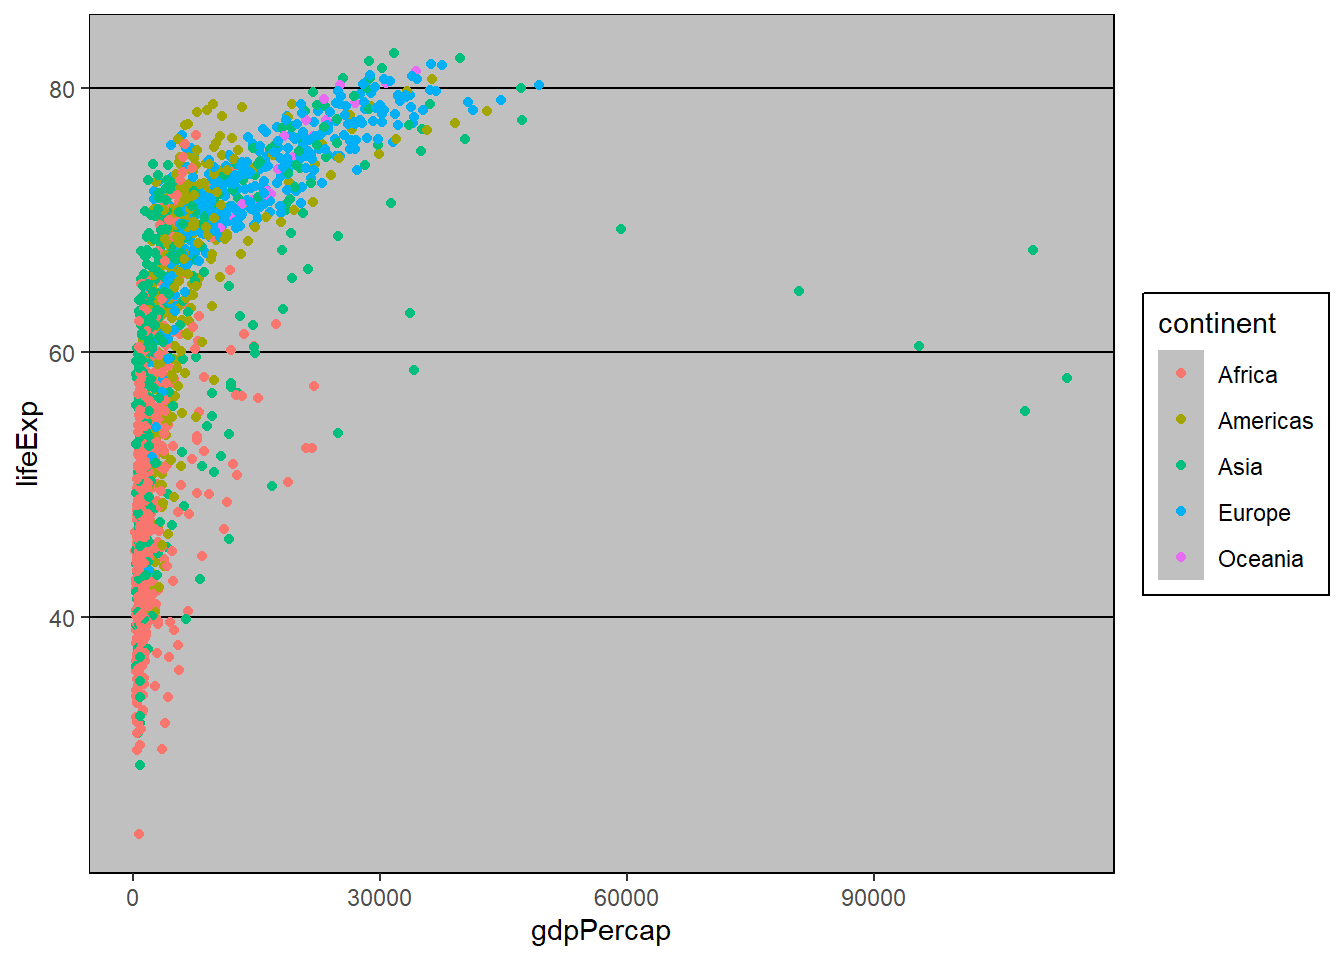 80
60
40
lifeExp
0
30000
60000
90000
gdpPercap
continent
Africa
Americas
Asia
Europe
Oceania